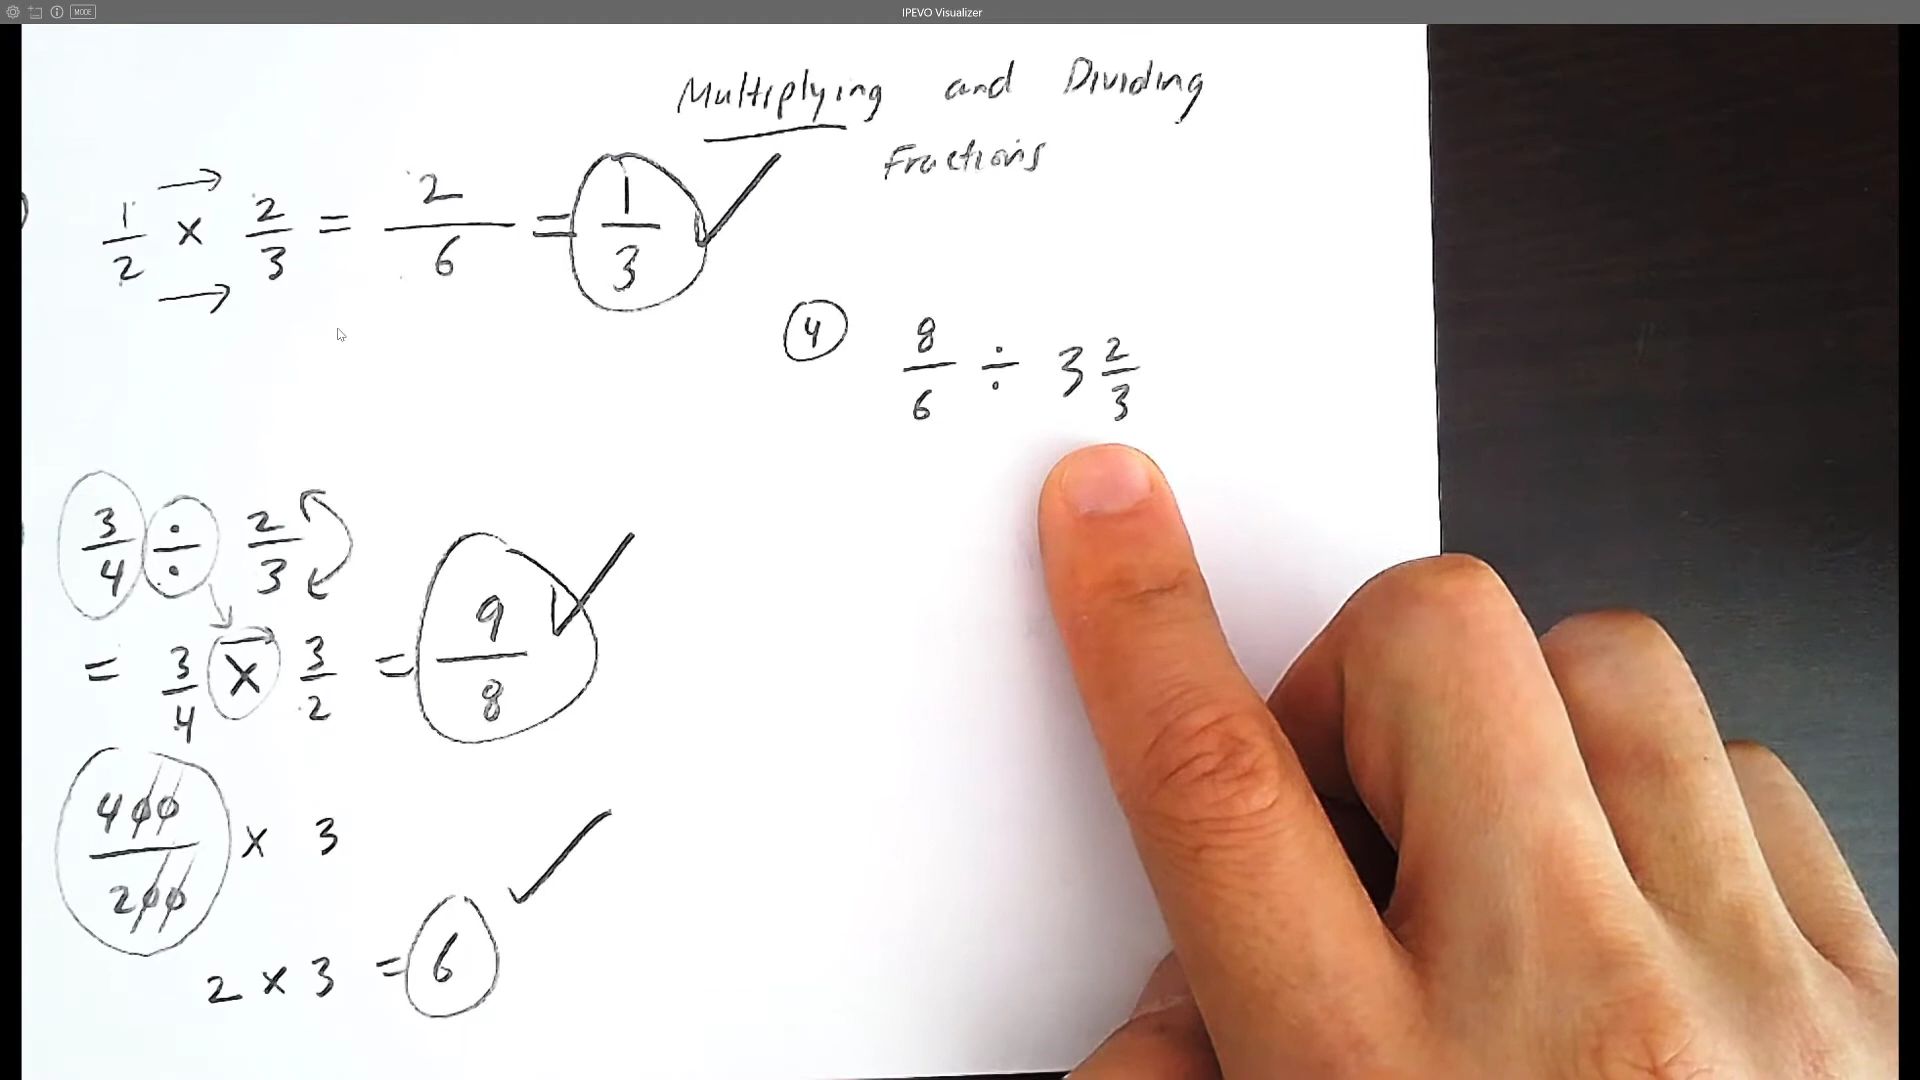 MODE
IPEVO Visualizer
Multiplying and Dividing
Fractions
1/2 × 2/3 = 2/6 = 1/3
4 8/6 ÷ 3 2/3
3/4 ÷ 2/3
= 3/4 × 3/2 = 9/8
400/200 × 3
2 × 3 = 6